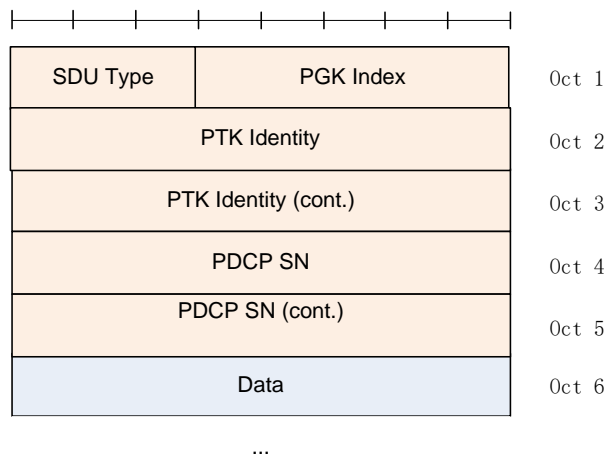 SDU Type PGK Index Oct 1
PTK Identity Oct 2
PTK Identity (cont.) Oct 3
PDCP SN Oct 4
PDCP SN (cont.) Oct 5
Data Oct 6
...